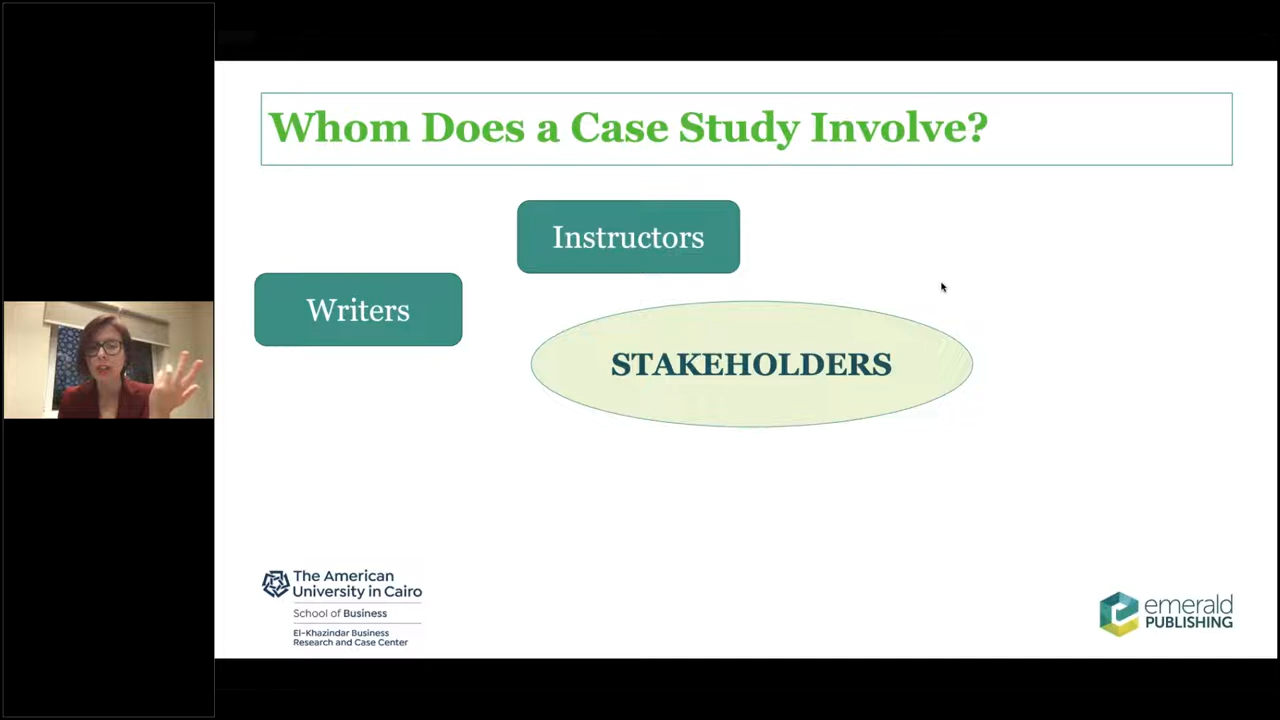 Whom Does a Case Study Involve?
Instructors
Writers
STAKEHOLDERS
The American
University in Cairo
School of Business
El-Khazindar Business
Research and Case Center
emerald
PUBLISHING